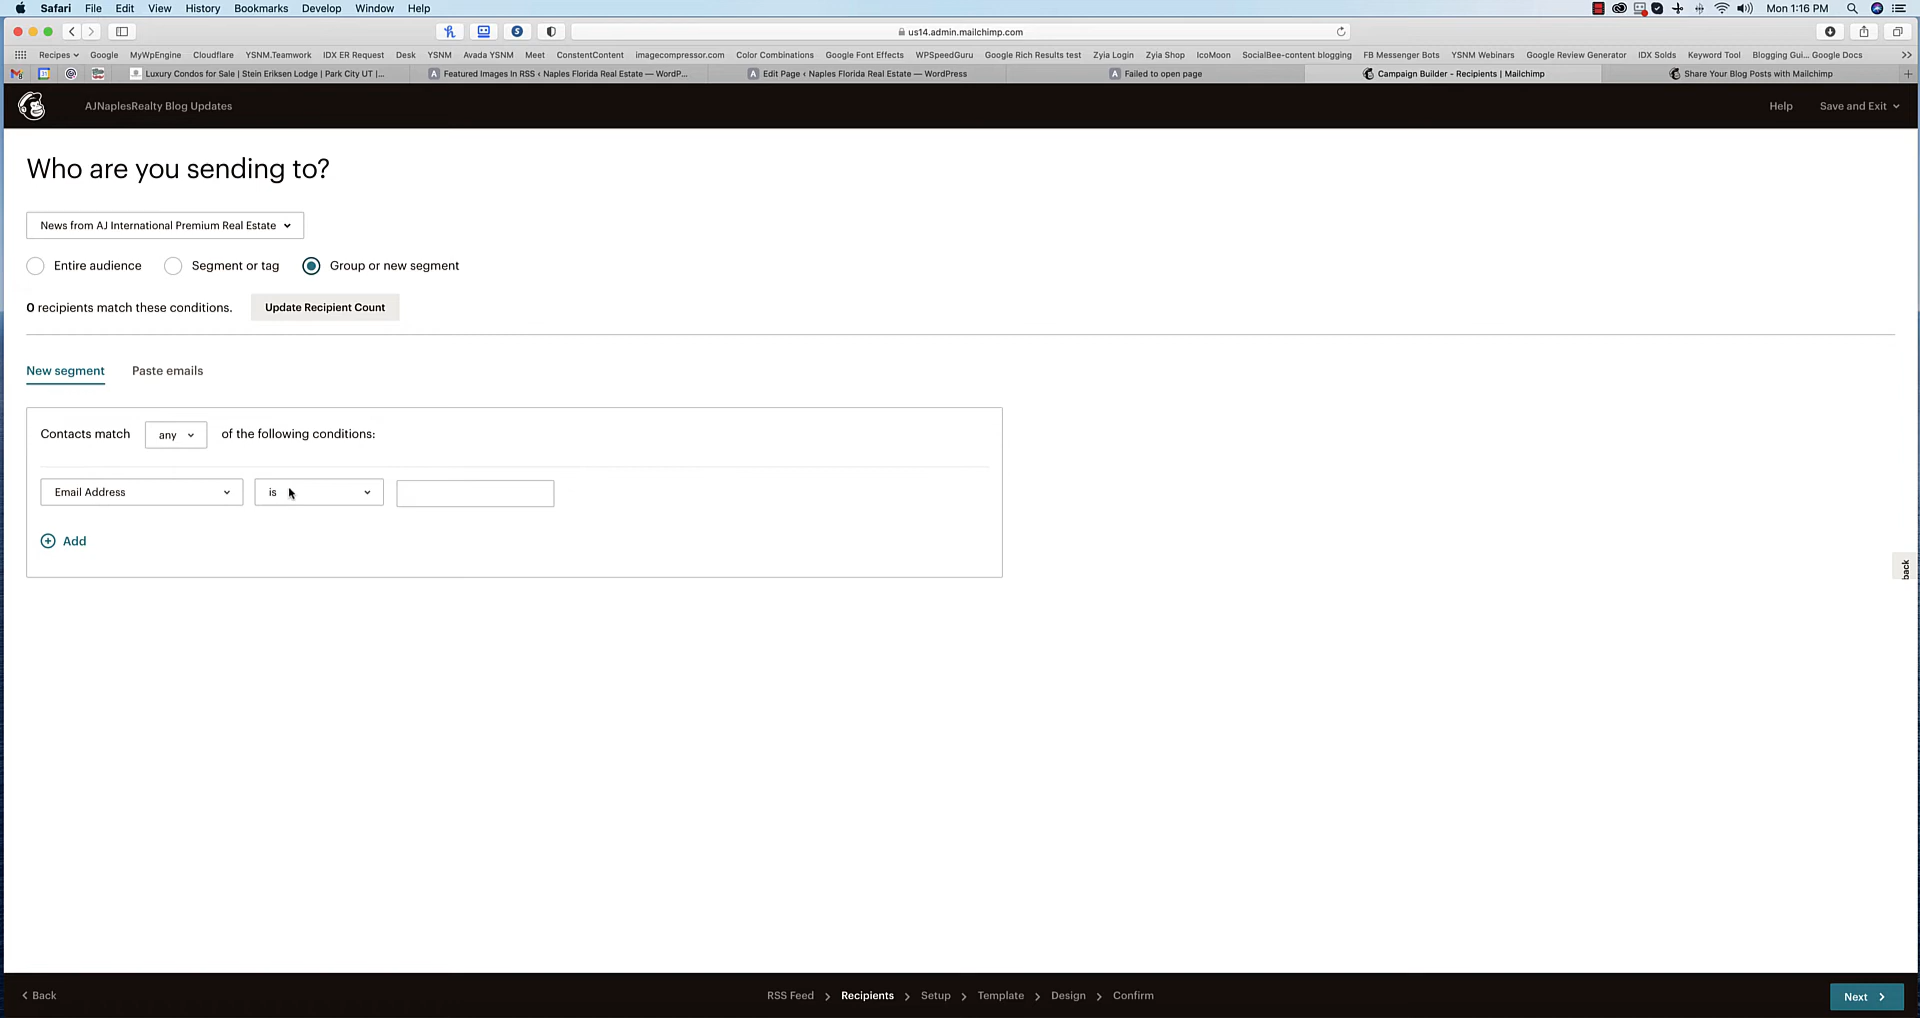 Safari File Edit View History Bookmarks Develop Window Help Mon 1:16 PM
us14.admin.mailchimp.com
Recipes Google MyWpEngine Cloudflare YSNM.Teamwork IDX ER Request Desk YSNM Avada YSNM Meet ConstentContent imagecompressor.com Color Combinations Google Font Effects WPSpeedGuru Google Rich Results test Zyia Login Zyia Shop IcoMoon SocialBee-content blogging FB Messenger Bots YSNM Webinars Google Review Generator IDX Solds Keyword Tool Blogging Gui... Google Docs >>
Luxury Condos for Sale | Stein Eriksen Lodge | Park City UT |... Featured Images In RSS ‹ Naples Florida Real Estate — WordP... Edit Page ‹ Naples Florida Real Estate — WordPress Failed to open page Campaign Builder - Recipients | Mailchimp Share Your Blog Posts with Mailchimp
AJNaplesRealty Blog Updates Help Save and Exit
Who are you sending to?
News from AJ International Premium Real Estate
Entire audience Segment or tag Group or new segment
0 recipients match these conditions. Update Recipient Count
New segment Paste emails
Contacts match any of the following conditions:
Email Address is
Add
back
Back RSS Feed > Recipients > Setup > Template > Design > Confirm Next >